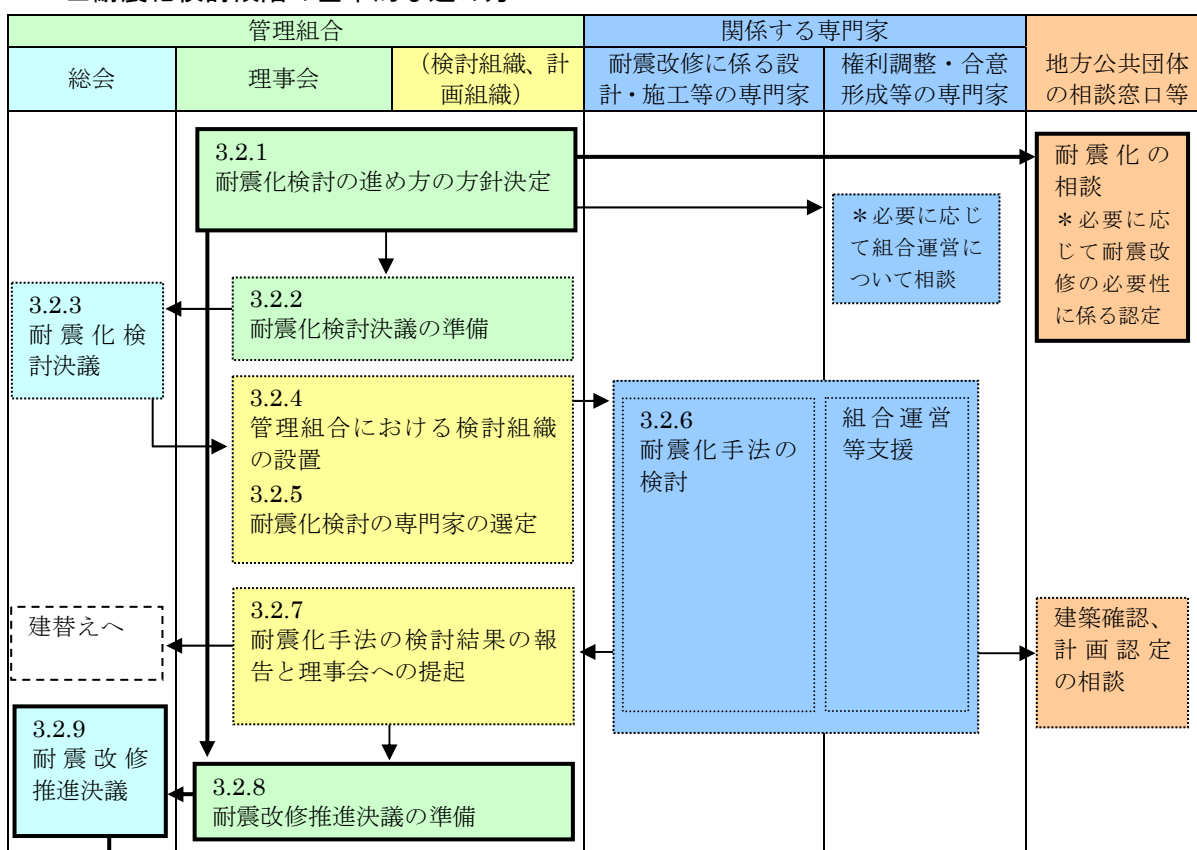 管理組合
関係する専門家
地方公共団体
の相談窓口等
総会
理事会
(検討組織、計
画組織)
耐震改修に係る設
計・施工等の専門家
権利調整・合意
形成等の専門家
3.2.1
耐震化検討の進め方の方針決定
耐震化の
相談
＊必要に応
じて耐震改
修の必要性
に係る認定
＊必要に応じ
て組合運営に
ついて相談
3.2.2
耐震化検討決議の準備
3.2.3
耐震化検
討決議
3.2.4
管理組合における検討組織
の設置
3.2.5
耐震化検討の専門家の選定
3.2.6
耐震化手法の
検討
組合運営
等支援
3.2.7
耐震化手法の検討結果の報
告と理事会への提起
建替えへ
建築確認、
計画認定
の相談
3.2.8
耐震改修推進決議の準備
3.2.9
耐震改修
推進決議